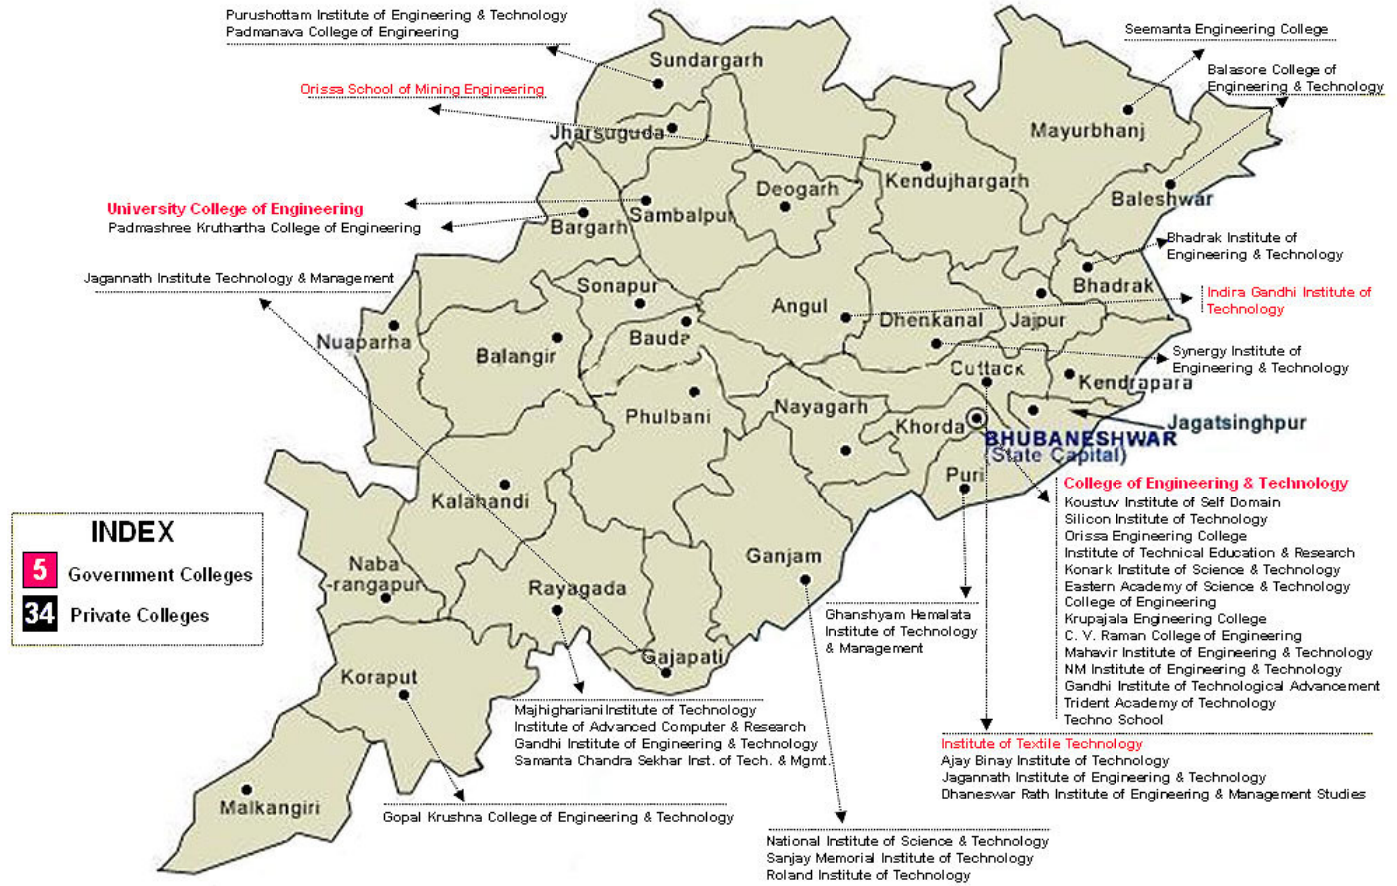 Purushottam Institute of Engineering & Technology
Padmanava College of Engineering
Seemanta Engineering College
Sundargarh
Balasore College of
Engineering & Technology
Orissa School of Mining Engineering
Jharsuguda
Mayurbhanj
Kendujhargarh
Deogarh
Baleshwar
University College of Engineering
Padmashree Kruthartha College of Engineering
Sambalpur
Bargarh
Bhadrak Institute of
Engineering & Technology
Jagannath Institute Technology & Management
Sonapur
Angul
Bhadrak
Indira Gandhi Institute of
Technology
Dhenkanal
Jajpur
Nuaparha
Balangir
Bauda
Synergy Institute of
Engineering & Technology
Cuttack
Kendrapara
Phulbani
Nayagarh
Khorda
Jagatsinghpur
BHUBANESHWAR
(State Capital)
Puri
Kalahandi
College of Engineering & Technology
Koustuv Institute of Self Domain
Silicon Institute of Technology
Orissa Engineering College
Institute of Technical Education & Research
Konark Institute of Science & Technology
Eastern Academy of Science & Technology
College of Engineering
Krupajala Engineering College
C. V. Raman College of Engineering
Mahavir Institute of Engineering & Technology
NM Institute of Engineering & Technology
Gandhi Institute of Technological Advancement
Trident Academy of Technology
Techno School
INDEX
5 Government Colleges
34 Private Colleges
Naba
-rangapur
Rayagada
Ganjam
Ghanshyam Hemalata
Institute of Technology
& Management
Gajapati
Koraput
Majhighariani Institute of Technology
Institute of Advanced Computer & Research
Gandhi Institute of Engineering & Technology
Samanta Chandra Sekhar Inst. of Tech. & Mgmt.
Institute of Textile Technology
Ajay Binay Institute of Technology
Jagannath Institute of Engineering & Technology
Dhaneswar Rath Institute of Engineering & Management Studies
Malkangiri
Gopal Krushna College of Engineering & Technology
National Institute of Science & Technology
Sanjay Memorial Institute of Technology
Roland Institute of Technology